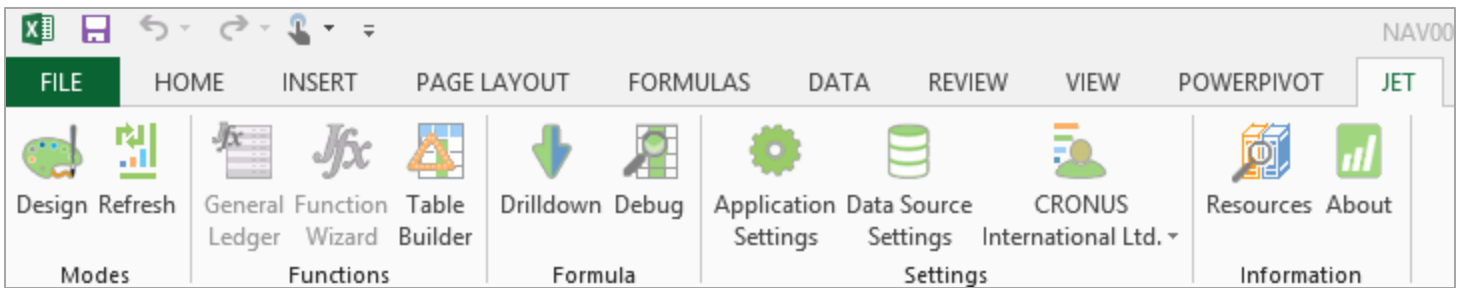 NAV00
FILE HOME INSERT PAGE LAYOUT FORMULAS DATA REVIEW VIEW POWERPIVOT JET
Design Refresh General Function Table Drilldown Debug Application Data Source CRONUS Resources About
Ledger Wizard Builder Settings Settings International Ltd.
Modes Functions Formula Settings Information